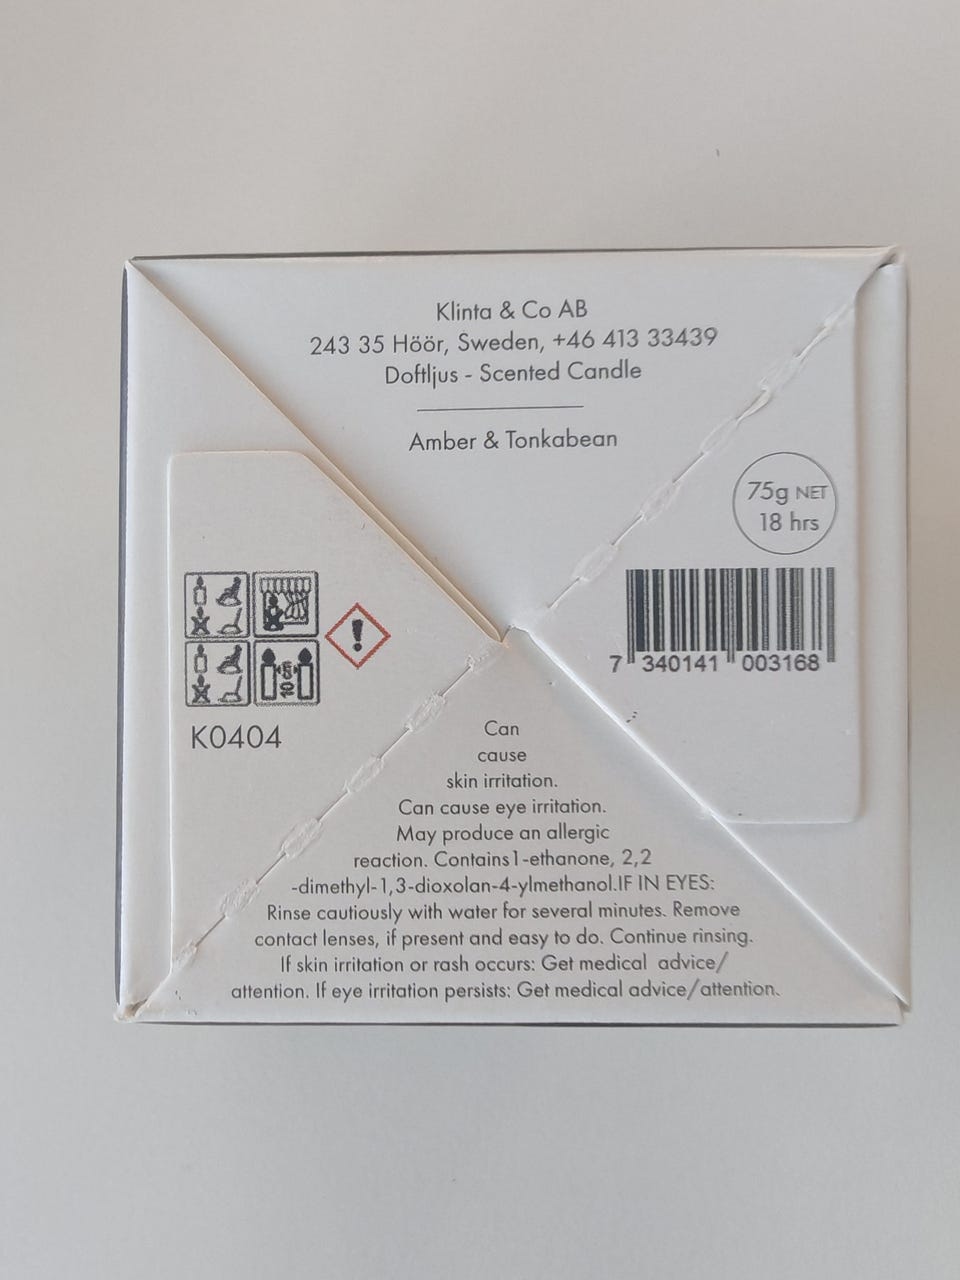 Klinta & Co AB
243 35 Höör, Sweden, +46 413 33439
Doftljus - Scented Candle
Amber & Tonkabean
75g NET
18 hrs
7 340141 003168
10 cm
K0404
Can
cause
skin irritation.
Can cause eye irritation.
May produce an allergic
reaction. Contains1-ethanone, 2,2
-dimethyl-1,3-dioxolan-4-ylmethanol.IF IN EYES:
Rinse cautiously with water for several minutes. Remove
contact lenses, if present and easy to do. Continue rinsing.
If skin irritation or rash occurs: Get medical advice/
attention. If eye irritation persists: Get medical advice/attention.